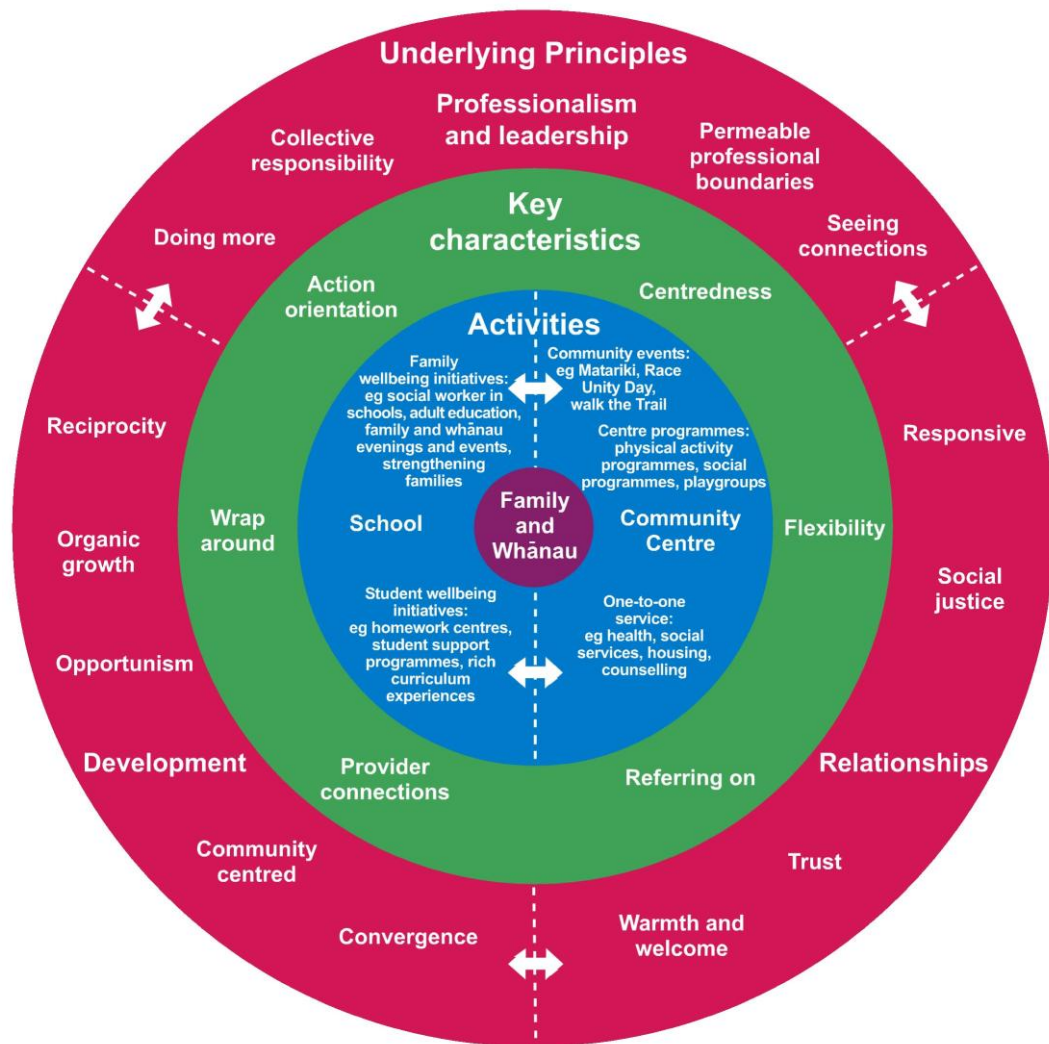 Underlying Principles
Professionalism
and leadership
Collective
responsibility
Permeable
professional
boundaries
Doing more
Seeing
connections
Key
characteristics
Action
orientation
Centredness
Activities
Family
wellbeing initiatives:
eg social worker in
schools, adult education,
family and whānau
evenings and events,
strengthening
families
Community events:
eg Matariki, Race
Unity Day,
walk the Trail
Centre programmes:
physical activity
programmes, social
programmes, playgroups
Reciprocity
Responsive
School
Family
and
Whānau
Community
Centre
Wrap
around
Flexibility
Organic
growth
Social
justice
Student wellbeing
initiatives:
eg homework centres,
student support
programmes, rich
curriculum
experiences
One-to-one
service:
eg health, social
services, housing,
counselling
Opportunism
Development
Relationships
Provider
connections
Referring on
Community
centred
Trust
Convergence
Warmth and
welcome